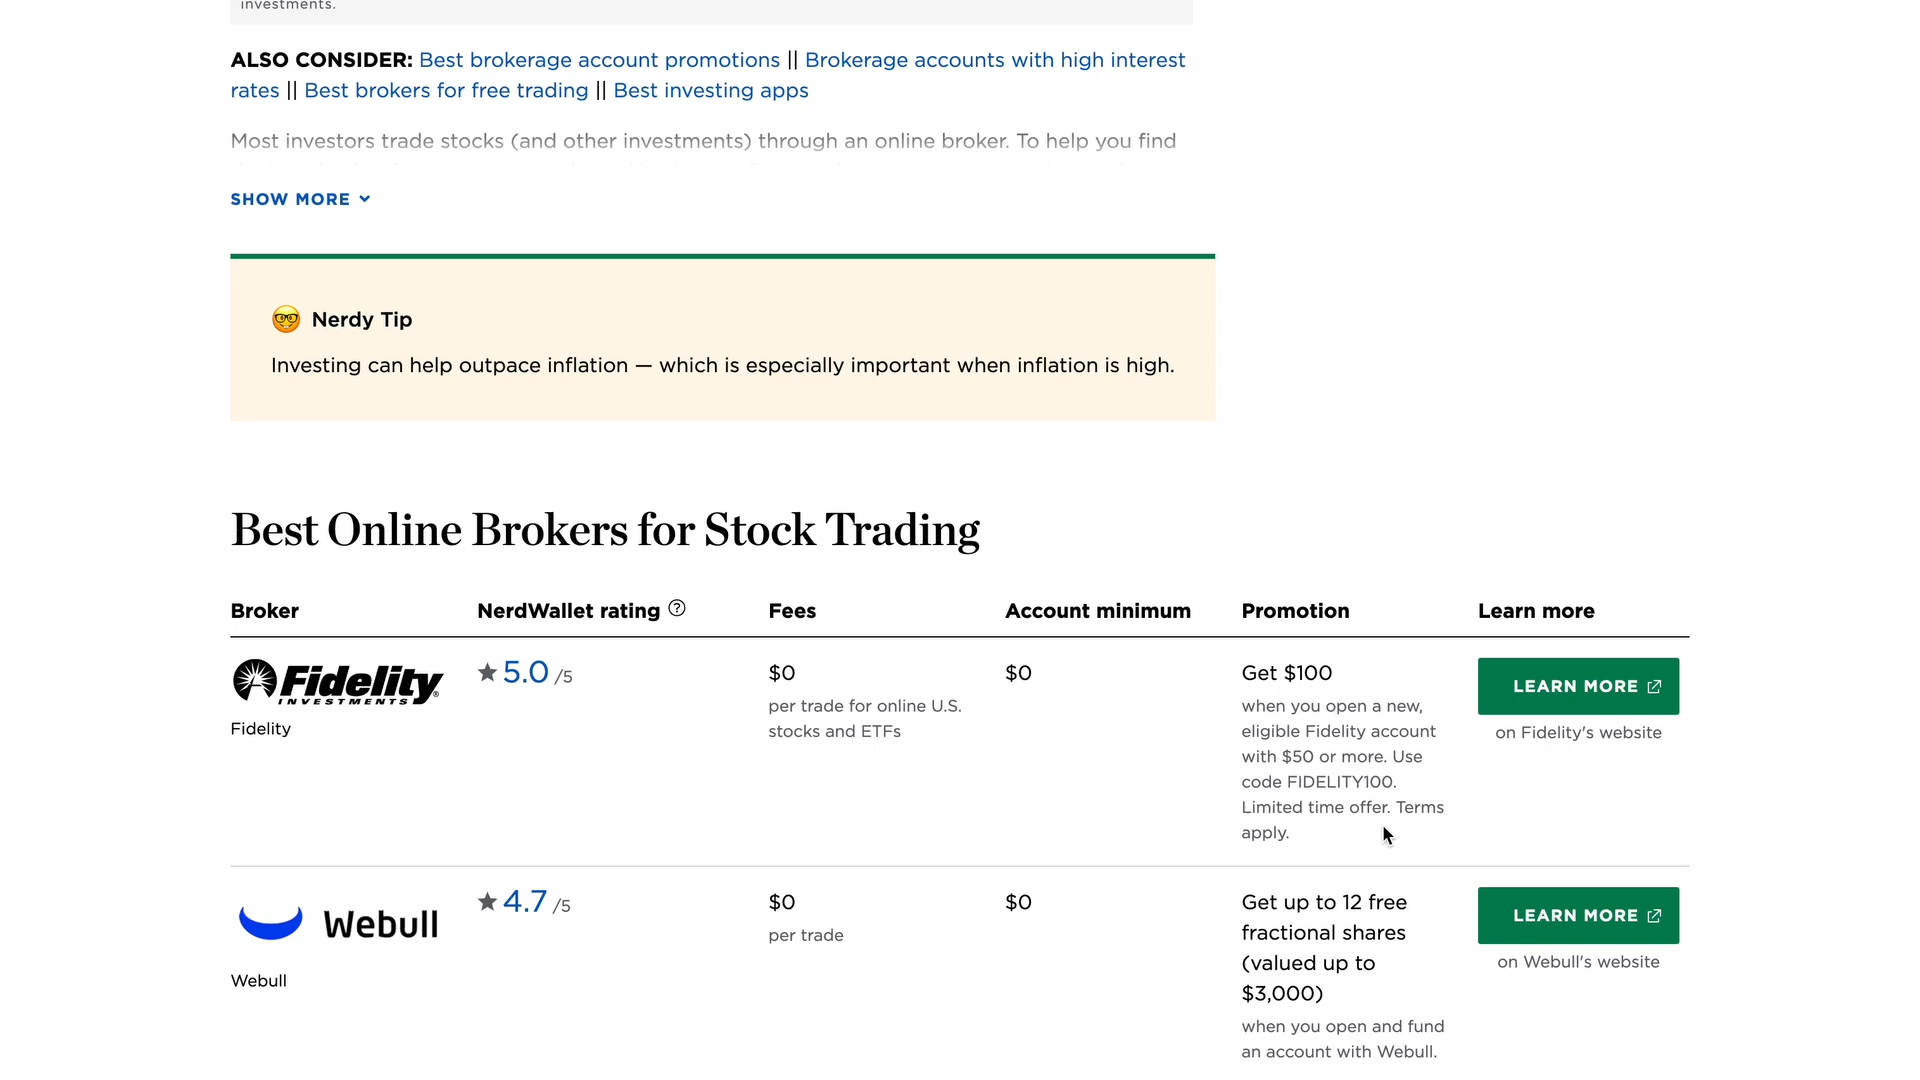 investments.
ALSO CONSIDER: Best brokerage account promotions || Brokerage accounts with high interest
rates || Best brokers for free trading || Best investing apps
Most investors trade stocks (and other investments) through an online broker. To help you find
SHOW MORE
Nerdy Tip
Investing can help outpace inflation — which is especially important when inflation is high.
Best Online Brokers for Stock Trading
Broker NerdWallet rating ? Fees Account minimum Promotion Learn more
Fidelity
INVESTMENTS
Fidelity
5.0 /5
$0
per trade for online U.S.
stocks and ETFs
$0
Get $100
when you open a new,
eligible Fidelity account
with $50 or more. Use
code FIDELITY100.
Limited time offer. Terms
apply.
LEARN MORE
on Fidelity's website
Webull
Webull
4.7 /5
$0
per trade
$0
Get up to 12 free
fractional shares
(valued up to
$3,000)
when you open and fund
an account with Webull.
LEARN MORE
on Webull's website